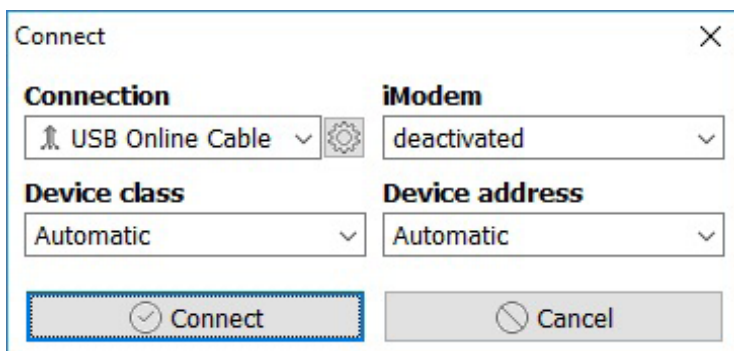 Connect
Connection iModem
USB Online Cable deactivated
Device class Device address
Automatic Automatic
Connect Cancel